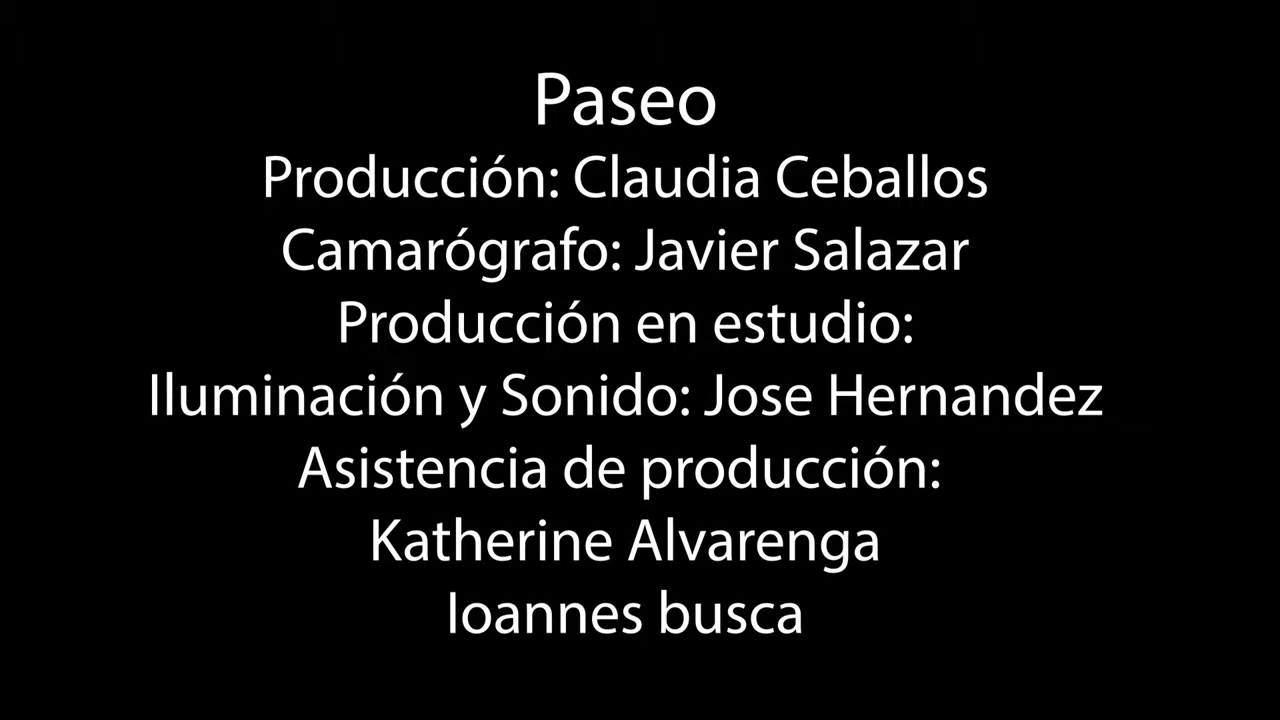 Paseo
Producción: Claudia Ceballos
Camarógrafo: Javier Salazar
Producción en estudio:
Iluminación y Sonido: Jose Hernandez
Asistencia de producción:
Katherine Alvarenga
Ioannes busca